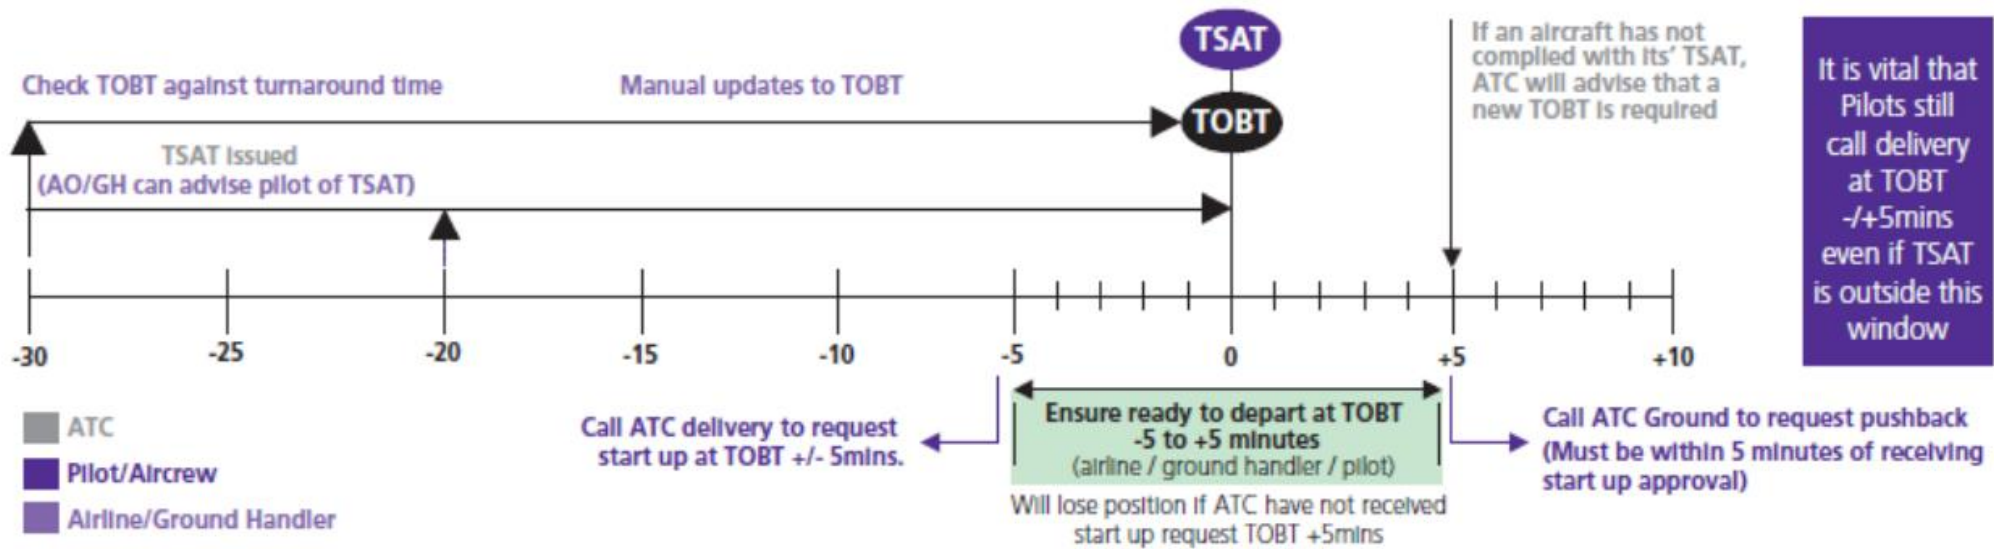 TSAT
TOBT
Check TOBT against turnaround time
Manual updates to TOBT
TSAT issued
(AO/GH can advise pilot of TSAT)
If an aircraft has not
complied with its' TSAT,
ATC will advise that a
new TOBT is required
It is vital that
Pilots still
call delivery
at TOBT
-/+5mins
even if TSAT
is outside this
window
-30
-25
-20
-15
-10
-5
0
+5
+10
Call ATC delivery to request
start up at TOBT +/- 5mins.
Ensure ready to depart at TOBT
-5 to +5 minutes
(airline / ground handler / pilot)
Will lose position if ATC have not received
start up request TOBT +5mins
Call ATC Ground to request pushback
(Must be within 5 minutes of receiving
start up approval)
ATC
Pilot/Aircrew
Airline/Ground Handler